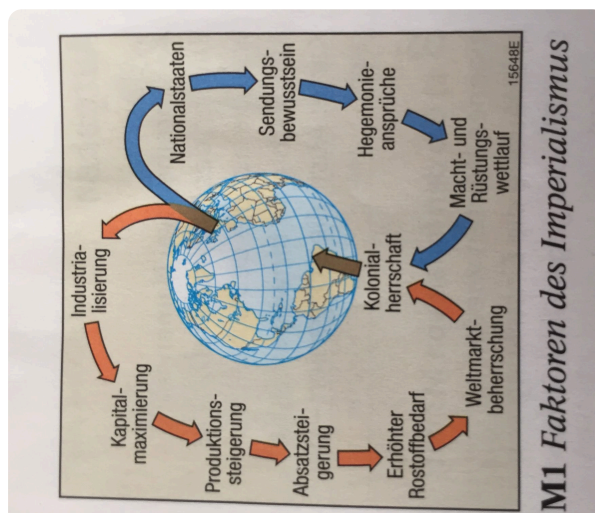 Industria-
lisierung
Kapital-
maximierung
Produktions-
steigerung
Absatzstei-
gerung
Erhöhter
Rostoffbedarf
Weltmarkt-
beherrschung
Nationalstaaten
Sendungs-
bewusstsein
Hegemonie-
ansprüche
Macht- und
Rüstungs-
wettlauf
Kolonial-
herrschaft
15648E
M1 Faktoren des Imperialismus